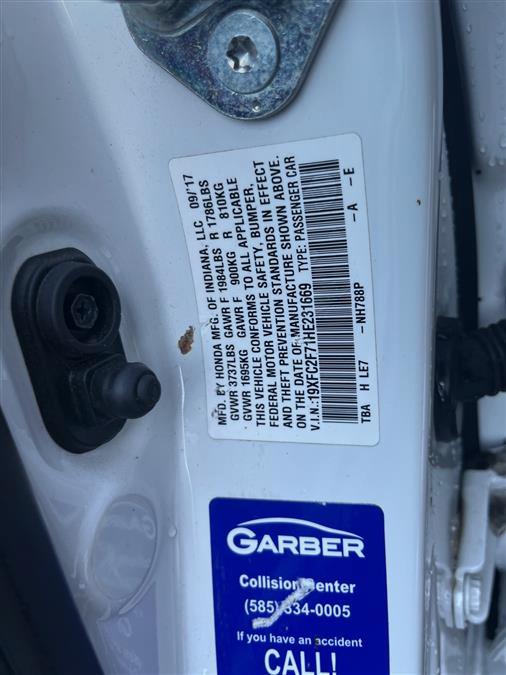 MFD. BY HONDA MFG. OF INDIANA, LLC 09/'17
GVWR 3737LBS GAWR F 1984LBS R 1786LBS
GVWR 1695KG GAWR F 900KG R 810KG
THIS VEHICLE CONFORMS TO ALL APPLICABLE
FEDERAL MOTOR VEHICLE SAFETY, BUMPER,
AND THEFT PREVENTION STANDARDS IN EFFECT
ON THE DATE OF MANUFACTURE SHOWN ABOVE.
V.I.N.:19XFC2F71HE231669 TYPE: PASSENGER CAR
TBA H LE7 -NH788P -A -E
GARBER
Collision Center
(585) 334-0005
If you have an accident
CALL!